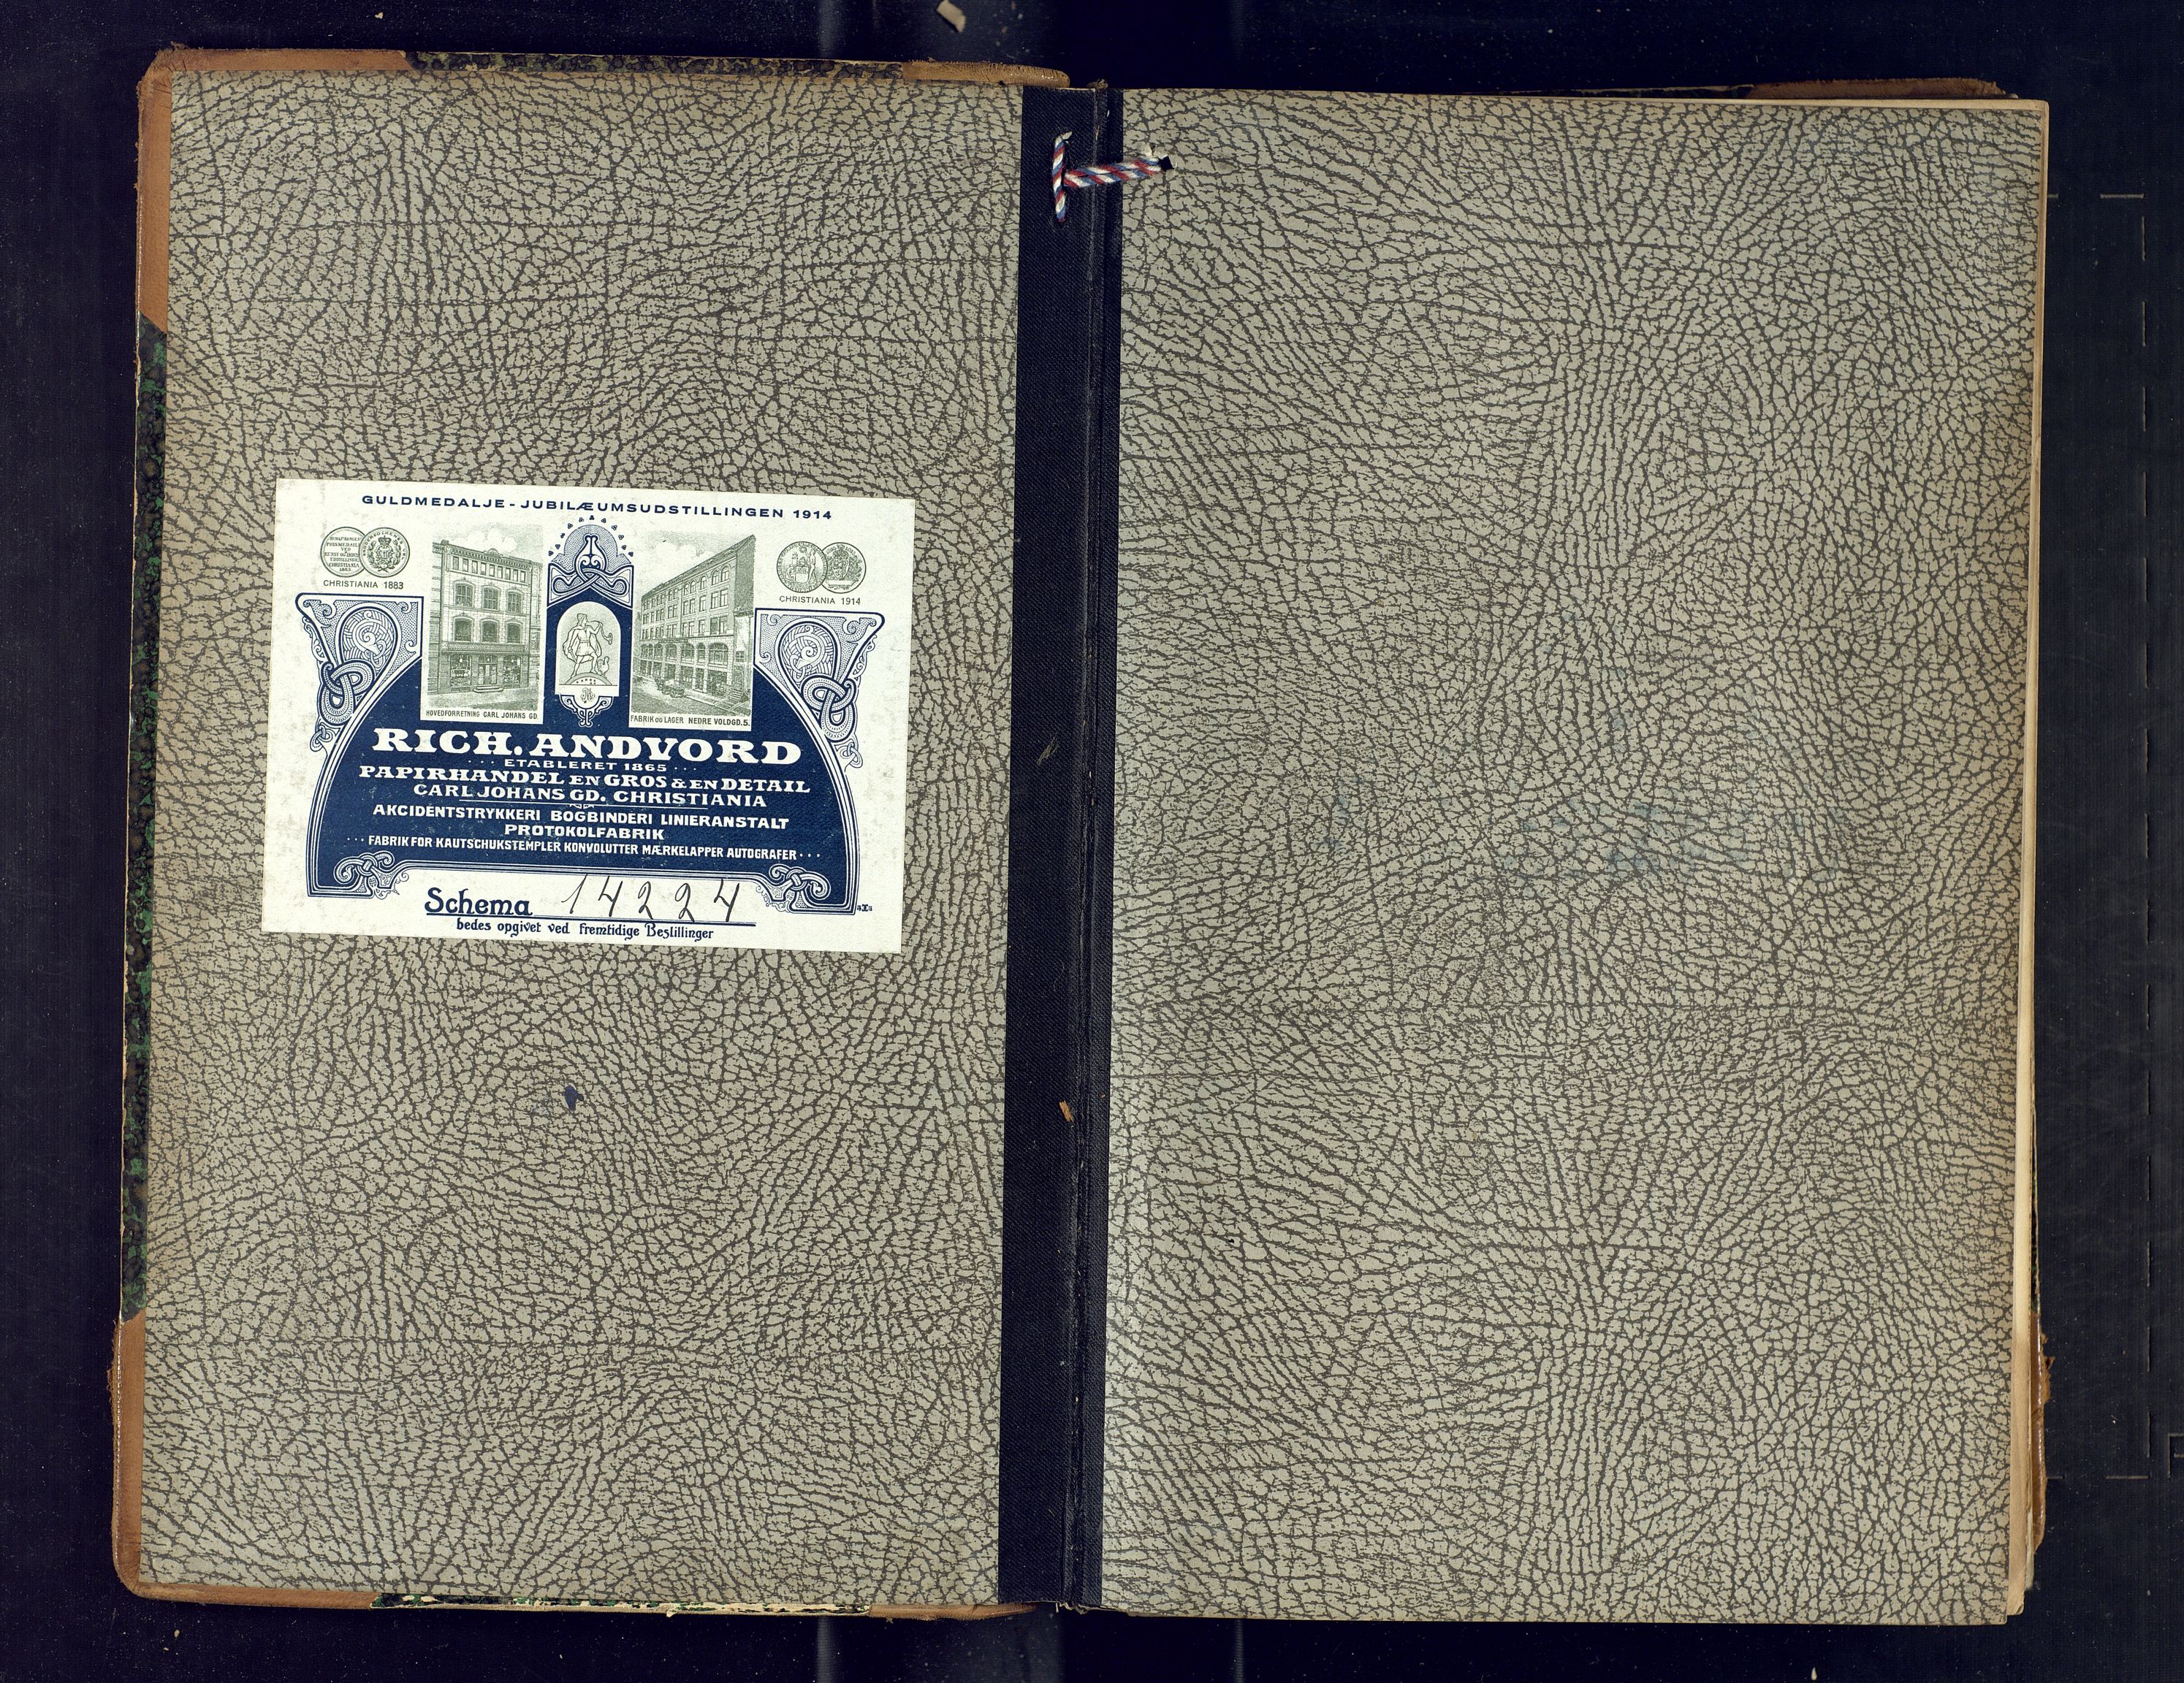 GULDMEDALJE - JUBILÆUMSUDSTILLINGEN 1914
CHRISTIANIA 1883
CHRISTIANIA 1914
HOVEDFORRETNING CARL JOHANS GD.
FABRIK OG LAGER NEDRE VOLDGD. 5.
RICH. ANDVORD
··· ETABLERET 1865 ···
PAPIRHANDEL EN GROS & EN DETAIL
CARL JOHANS GD. CHRISTIANIA
AKCIDENTSTRYKKERI BOGBINDERI LINIERANSTALT
PROTOKOLFABRIK
··· FABRIK FOR KAUTSCHUKSTEMPLER KONVOLUTTER MÆRKELAPPER AUTOGRAFER ···
Schema 14224
bedes opgivet ved fremtidige Bestillinger